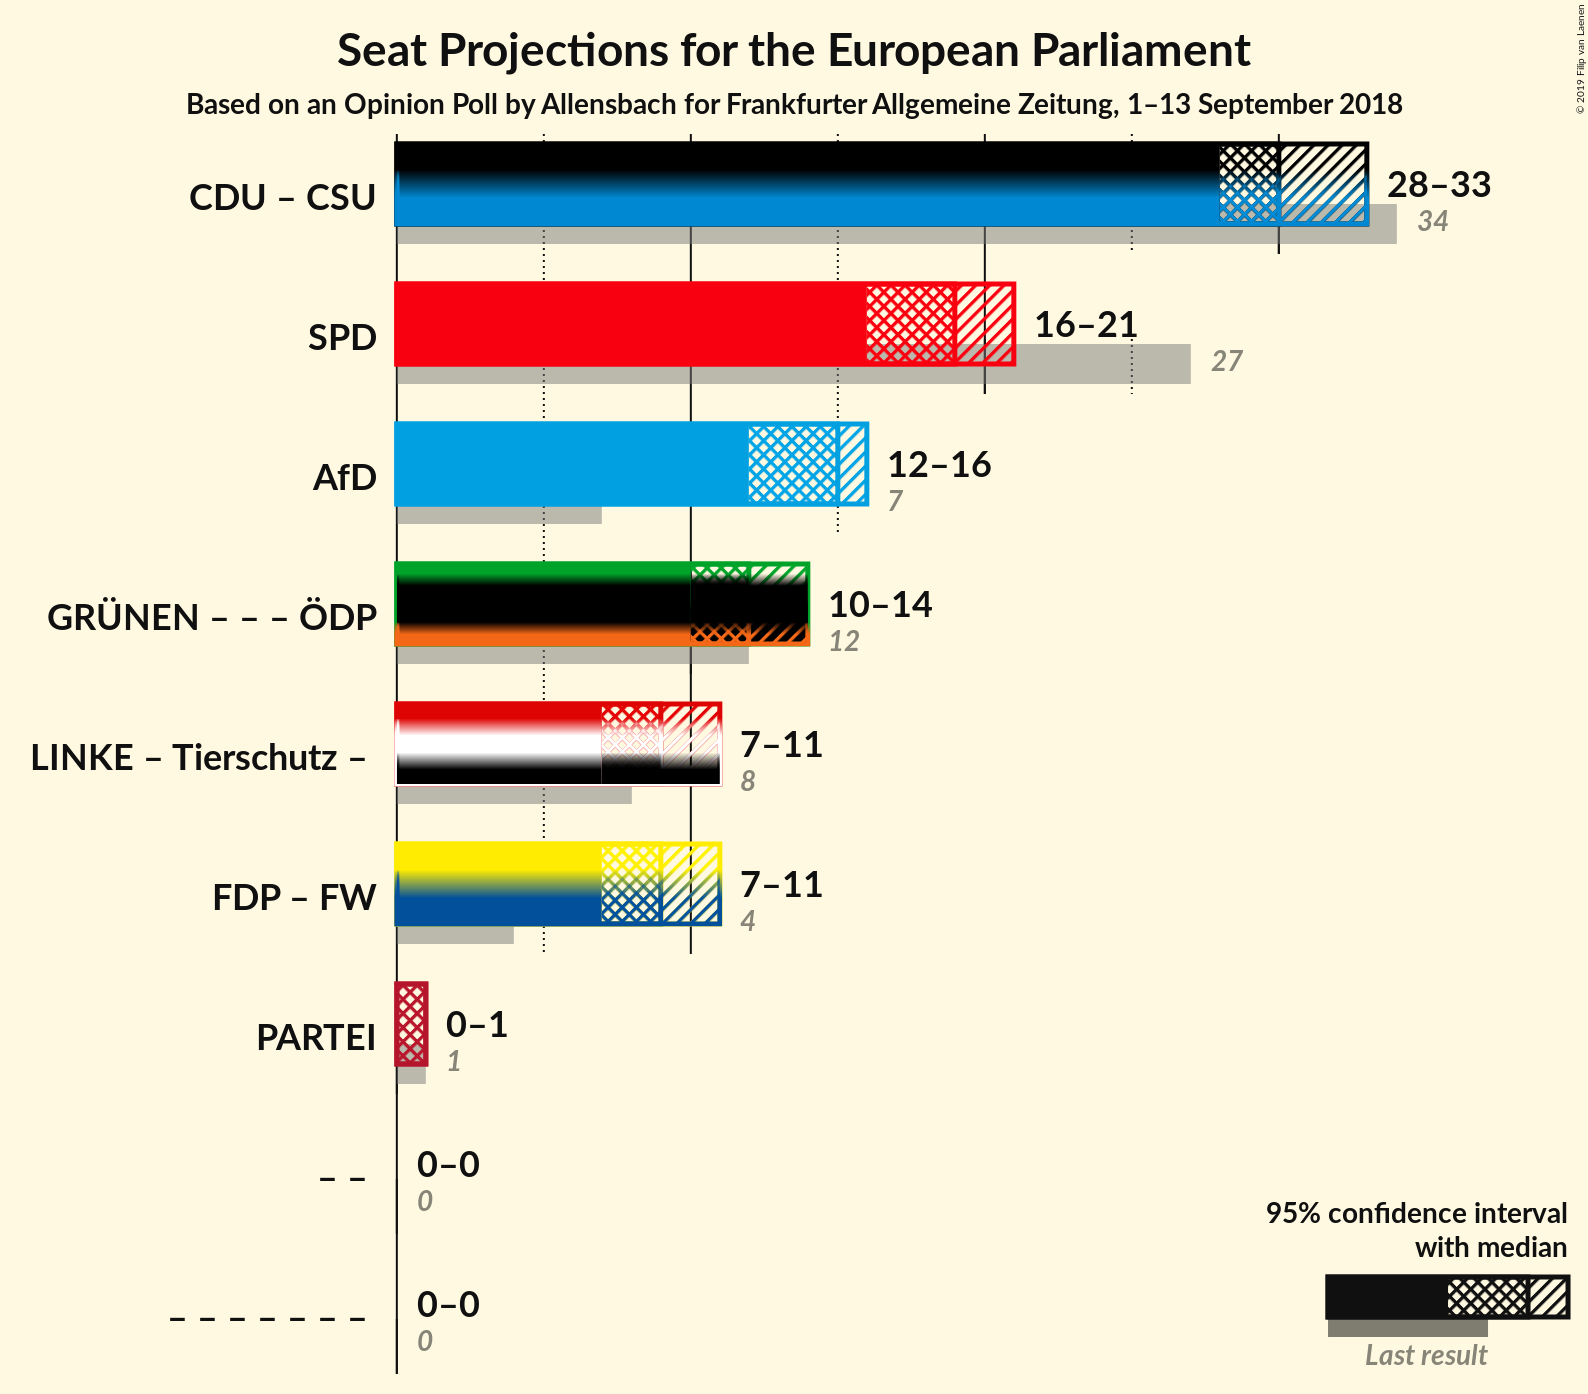 Seat Projections for the European Parliament
Based on an Opinion Poll by Allensbach for Frankfurter Allgemeine Zeitung, 1–13 September 2018
© 2019 Filip van Laenen
CDU – CSU
28–33
34
SPD
16–21
27
AfD
12–16
7
GRÜNEN – – – ÖDP
10–14
12
LINKE – Tierschutz –
7–11
8
FDP – FW
7–11
4
PARTEI
0–1
1
– –
0–0
0
– – – – – – –
0–0
0
95% confidence interval
with median
Last result